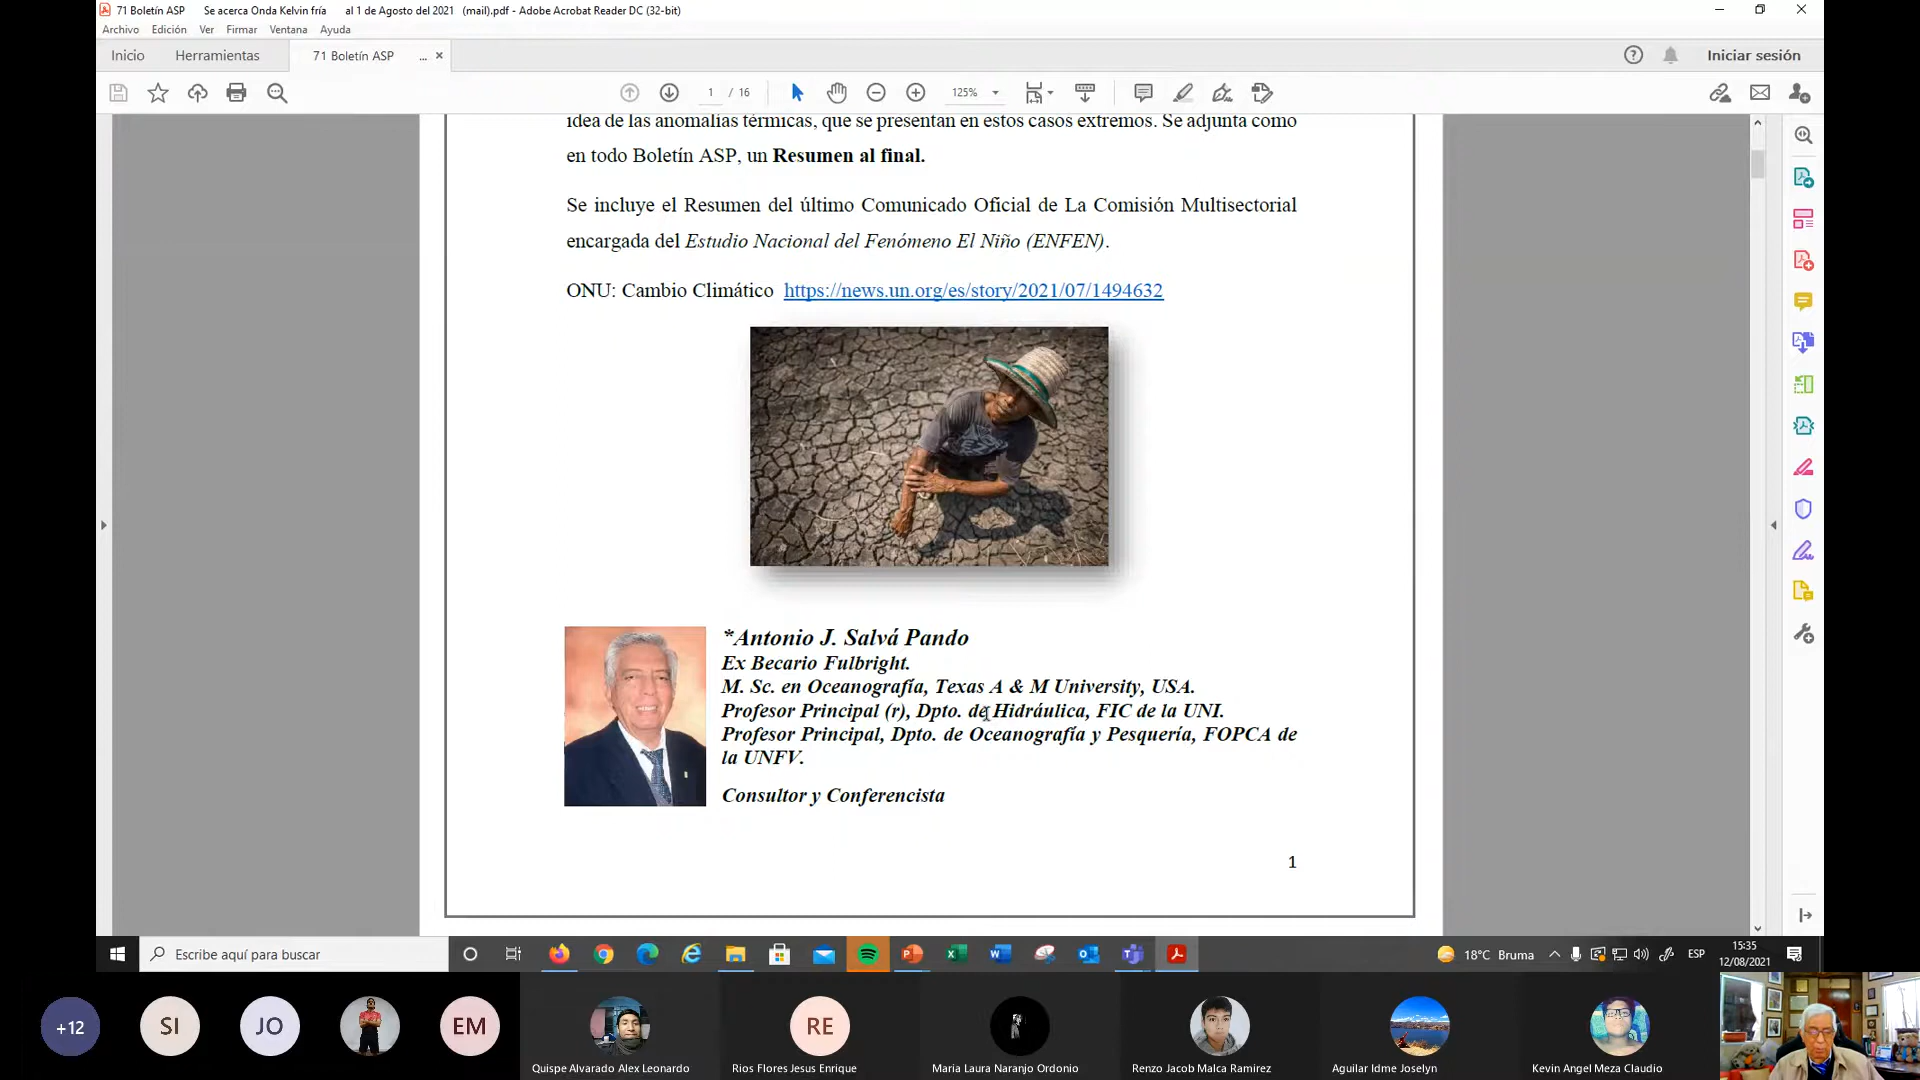 71 Boletín ASP Se acerca Onda Kelvin fría al 1 de Agosto del 2021 (mail).pdf - Adobe Acrobat Reader DC (32-bit)
Archivo Edición Ver Firmar Ventana Ayuda
Inicio Herramientas 71 Boletín ASP ... × Iniciar sesión
1 / 16 125%
idea de las anomalías térmicas, que se presentan en estos casos extremos. Se adjunta como
en todo Boletín ASP, un Resumen al final.
Se incluye el Resumen del último Comunicado Oficial de La Comisión Multisectorial
encargada del Estudio Nacional del Fenómeno El Niño (ENFEN).
ONU: Cambio Climático https://news.un.org/es/story/2021/07/1494632
*Antonio J. Salvá Pando
Ex Becario Fulbright.
M. Sc. en Oceanografía, Texas A & M University, USA.
Profesor Principal (r), Dpto. de Hidráulica, FIC de la UNI.
Profesor Principal, Dpto. de Oceanografía y Pesquería, FOPCA de
la UNFV.
Consultor y Conferencista
1
Escribe aquí para buscar
18°C Bruma
ESP
15:35
12/08/2021
+12 SI JO EM RE
Quispe Alvarado Alex Leonardo
Rios Flores Jesus Enrique
Maria Laura Naranjo Ordonio
Renzo Jacob Malca Ramirez
Aguilar Idme Joselyn
Kevin Angel Meza Claudio